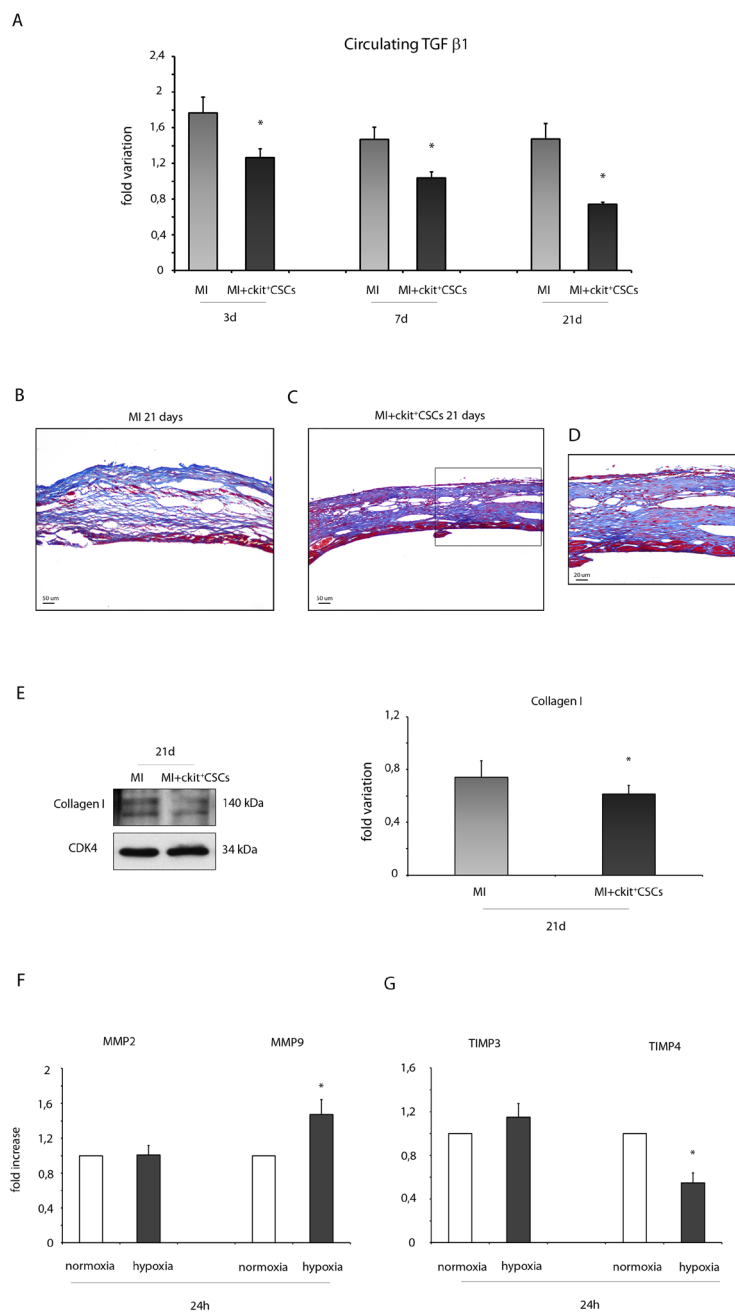 A
Circulating TGF β1
2,4
2
1,6
1,2
0,8
0,4
0
fold variation
*
*
*
MI MI+ckit⁺CSCs MI MI+ckit⁺CSCs MI MI+ckit⁺CSCs
3d 7d 21d
B
MI 21 days
50 um
C
MI+ckit⁺CSCs 21 days
50 um
D
20 um
E
21d
MI MI+ckit⁺CSCs
Collagen I 140 kDa
CDK4 34 kDa
Collagen I
1,2
0,8
0,4
0
fold variation
*
MI MI+ckit⁺CSCs
21d
F
MMP2 MMP9
2
1,6
1,2
0,8
0,4
0
fold increase
*
normoxia hypoxia normoxia hypoxia
24h
G
TIMP3 TIMP4
1,6
1,2
0,8
0,4
0
*
normoxia hypoxia normoxia hypoxia
24h